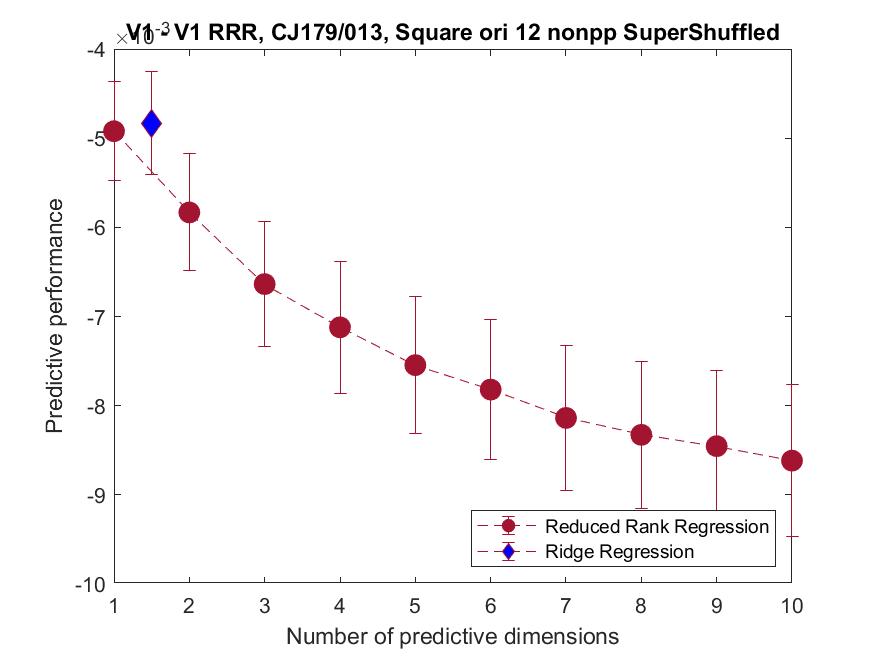 V1 - V1 RRR, CJ179/013, Square ori 12 nonpp SuperShuffled
×10-3
-4
-5
-6
-7
-8
-9
-10
Predictive performance
Reduced Rank Regression
Ridge Regression
1 2 3 4 5 6 7 8 9 10
Number of predictive dimensions